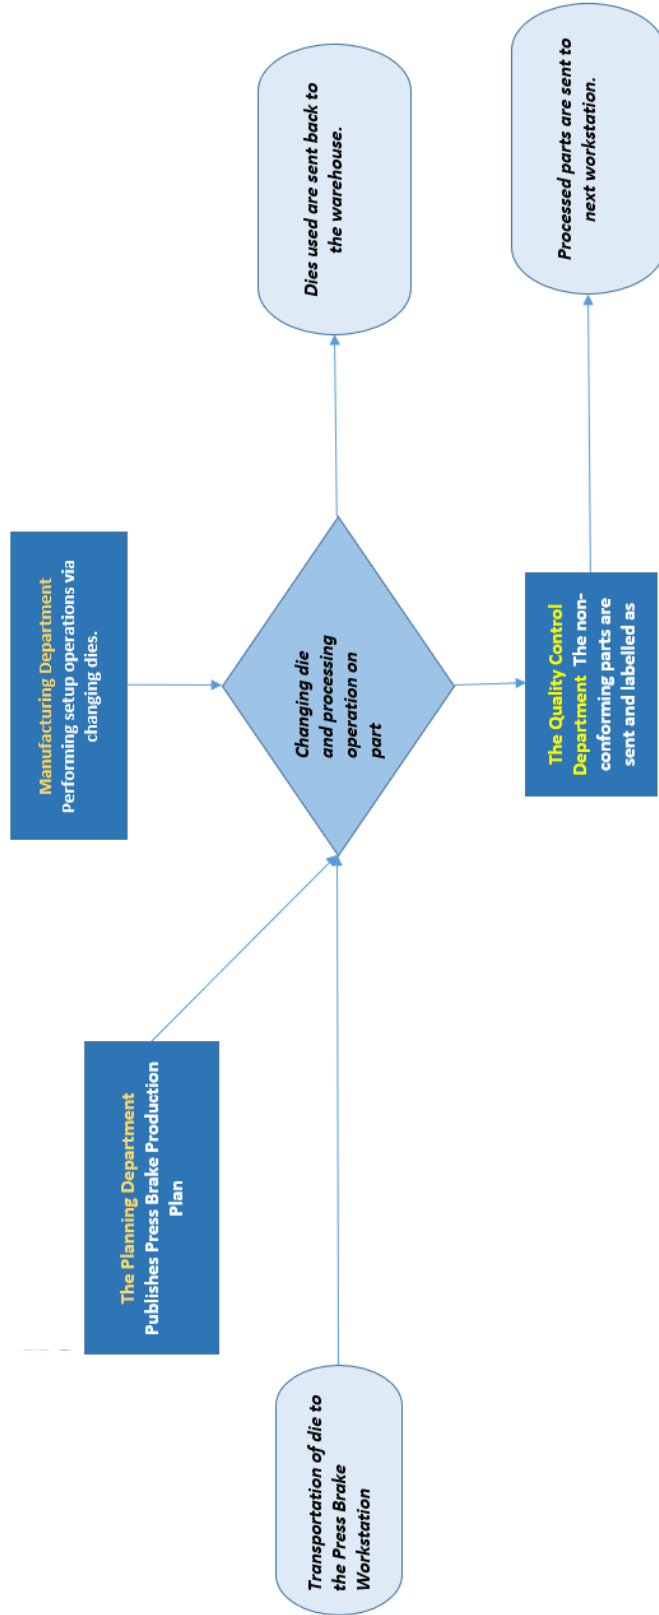 Transportation of die to
the Press Brake
Workstation
The Planning Department
Publishes Press Brake Production
Plan
Manufacturing Department
Performing setup operations via
changing dies.
Changing die
and processing
operation on
part
The Quality Control
Department The non-
conforming parts are
sent and labelled as
Dies used are sent back to
the warehouse.
Processed parts are sent to
next workstation.